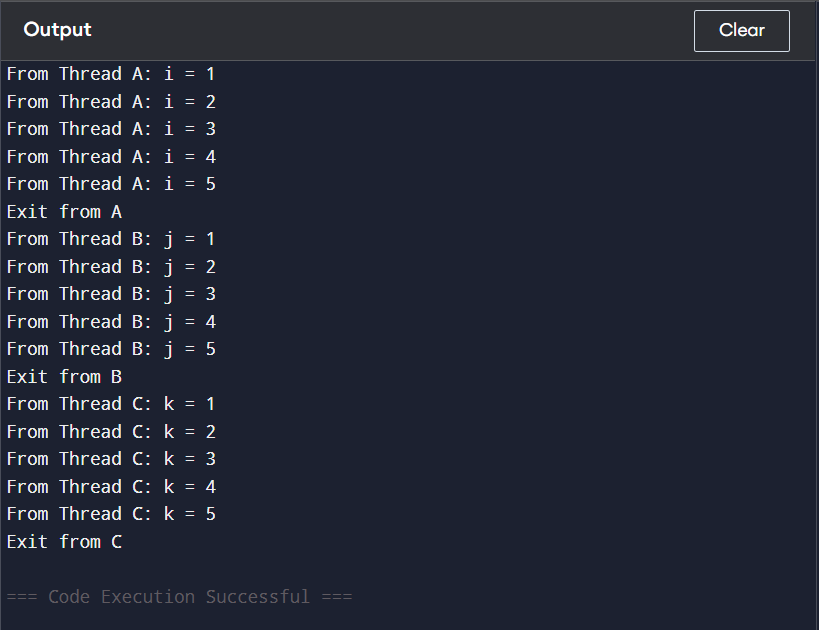 Output
Clear
From Thread A: i = 1
From Thread A: i = 2
From Thread A: i = 3
From Thread A: i = 4
From Thread A: i = 5
Exit from A
From Thread B: j = 1
From Thread B: j = 2
From Thread B: j = 3
From Thread B: j = 4
From Thread B: j = 5
Exit from B
From Thread C: k = 1
From Thread C: k = 2
From Thread C: k = 3
From Thread C: k = 4
From Thread C: k = 5
Exit from C
=== Code Execution Successful ===